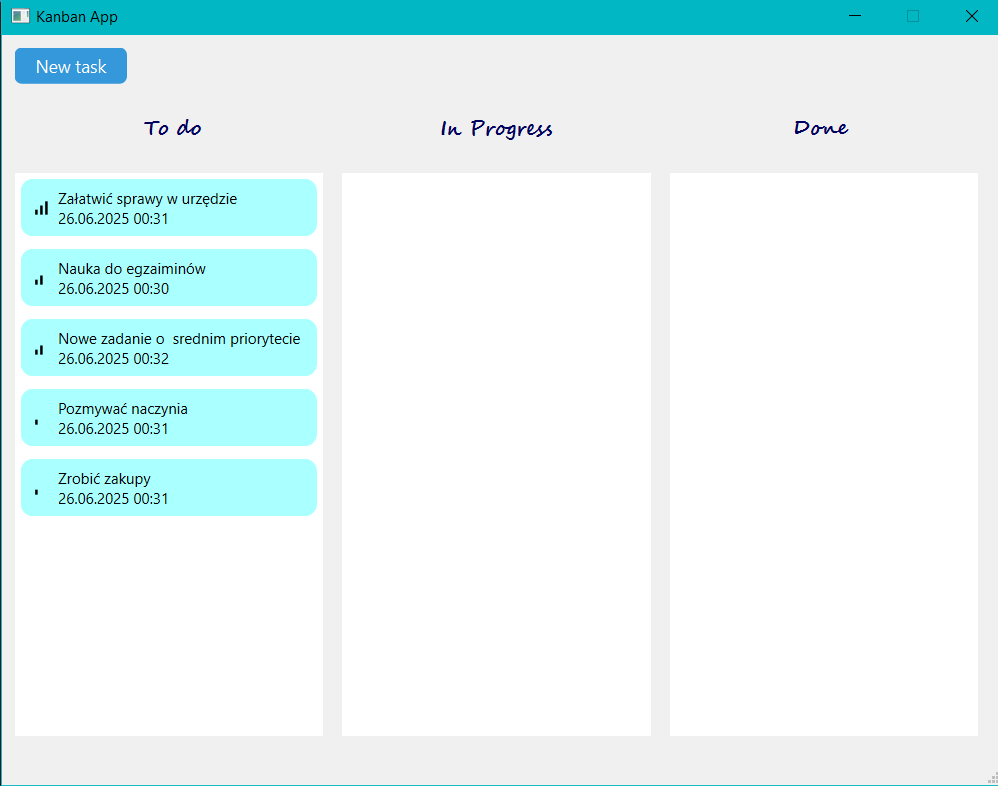 Kanban App
New task
To do
In Progress
Done
Załatwić sprawy w urzędzie
26.06.2025 00:31
Nauka do egzaiminów
26.06.2025 00:30
Nowe zadanie o  srednim priorytecie
26.06.2025 00:32
Pozmywać naczynia
26.06.2025 00:31
Zrobić zakupy
26.06.2025 00:31